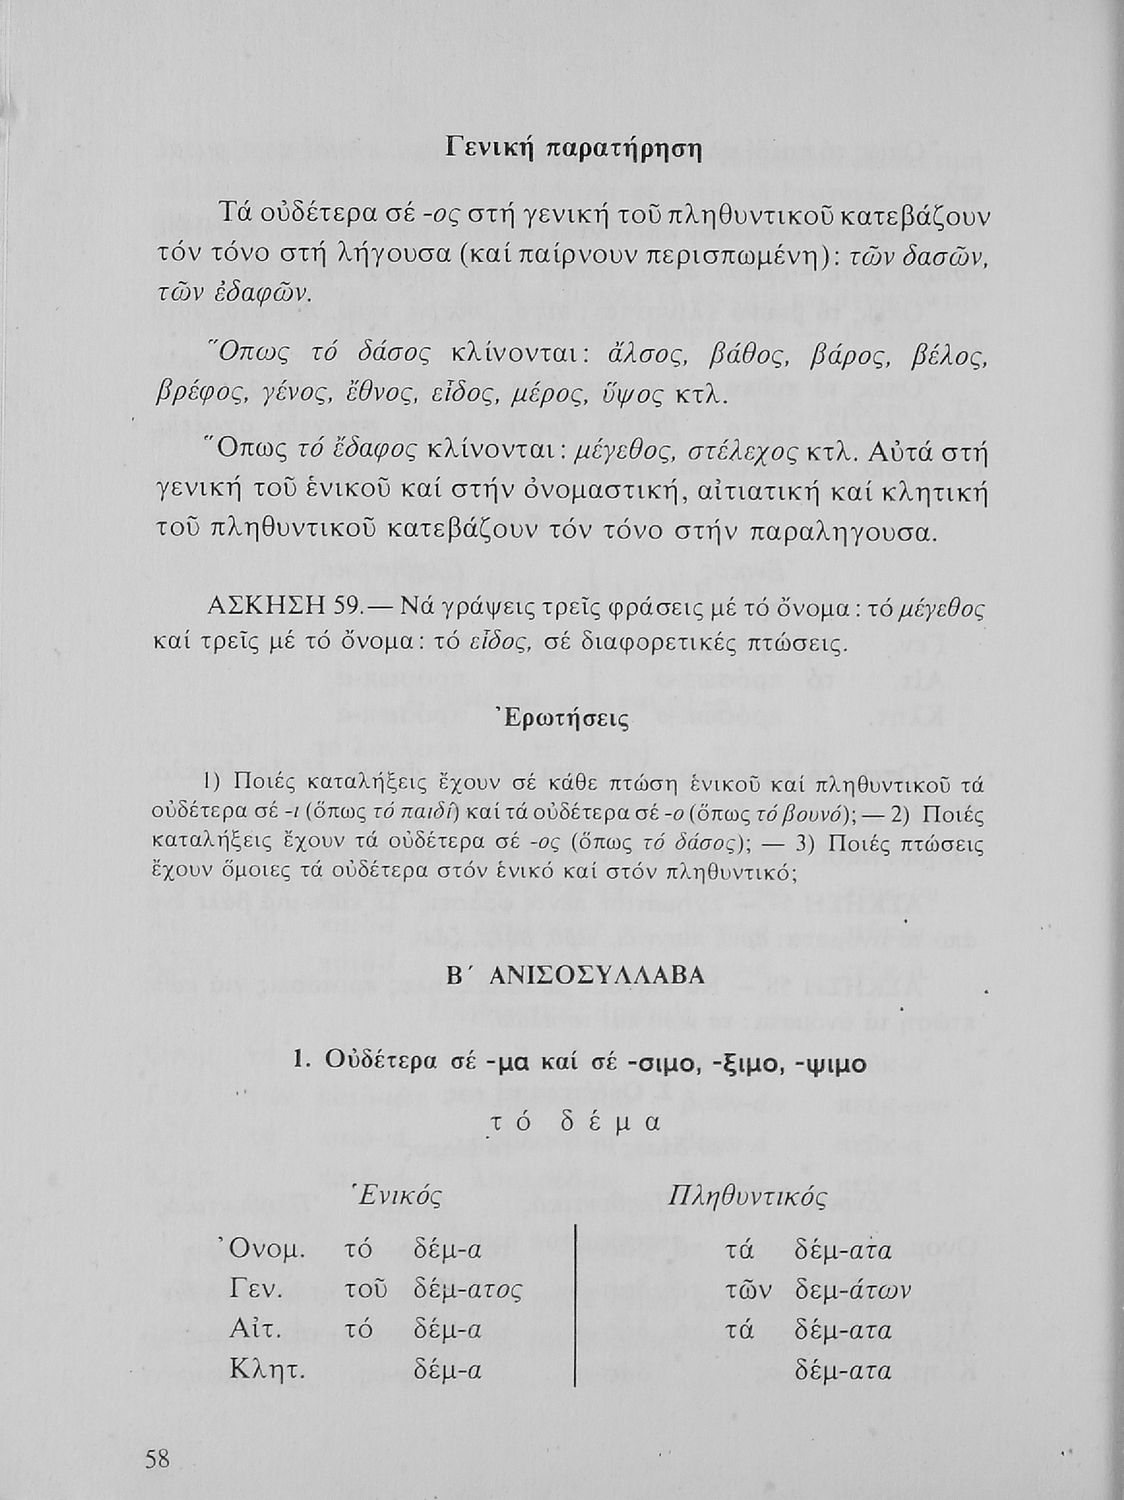 Γενική παρατήρηση
Τά οὐδέτερα σέ -ος στή γενική τοῦ πληθυντικοῦ κατεβάζουν
τόν τόνο στή λήγουσα (καί παίρνουν περισπωμένη): τῶν δασῶν,
τῶν ἐδαφῶν.
Ὅπως τό δάσος κλίνονται: ἄλσος, βάθος, βάρος, βέλος,
βρέφος, γένος, ἔθνος, εἶδος, μέρος, ὕψος κτλ.
Ὅπως τό ἔδαφος κλίνονται: μέγεθος, στέλεχος κτλ. Αὐτά στή
γενική τοῦ ἑνικοῦ καί στήν ὀνομαστική, αἰτιατική καί κλητική
τοῦ πληθυντικοῦ κατεβάζουν τόν τόνο στήν παραληγουσα.
ΑΣΚΗΣΗ 59.— Νά γράψεις τρεῖς φράσεις μέ τό ὄνομα: τό μέγεθος
καί τρεῖς μέ τό ὄνομα: τό εἶδος, σέ διαφορετικές πτώσεις.
Ἐρωτήσεις
1) Ποιές καταλήξεις ἔχουν σέ κάθε πτώση ἑνικοῦ καί πληθυντικοῦ τά
οὐδέτερα σέ -ι (ὅπως τό παιδί) καί τά οὐδέτερα σέ -ο (ὅπως τό βουνό); — 2) Ποιές
καταλήξεις ἔχουν τά οὐδέτερα σέ -ος (ὅπως τό δάσος); — 3) Ποιές πτώσεις
ἔχουν ὅμοιες τά οὐδέτερα στόν ἑνικό καί στόν πληθυντικό;
Β΄ ΑΝΙΣΟΣΥΛΛΑΒΑ
1. Οὐδέτερα σέ -μα καί σέ -σιμο, -ξιμο, -ψιμο
τό δέμα
Ἑνικός Πληθυντικός
Ὀνομ. τό δέμ-α τά δέμ-ατα
Γεν. τοῦ δέμ-ατος τῶν δεμ-άτων
Αἰτ. τό δέμ-α τά δέμ-ατα
Κλητ. δέμ-α δέμ-ατα
58